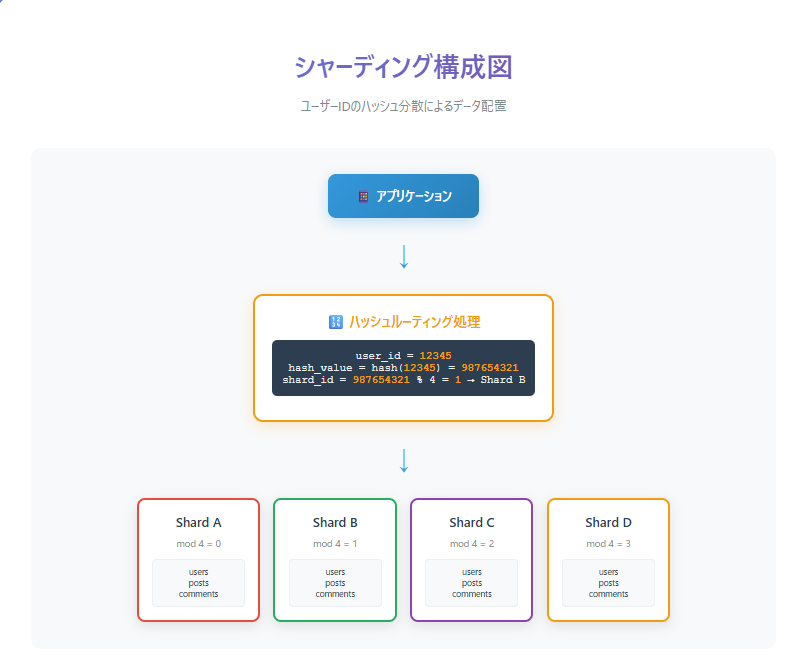 シャーディング構成図
ユーザーIDのハッシュ分散によるデータ配置
アプリケーション
🔢 ハッシュルーティング処理
user_id = 12345
hash_value = hash(12345) = 987654321
shard_id = 987654321 % 4 = 1 → Shard B
Shard A
mod 4 = 0
users
posts
comments
Shard B
mod 4 = 1
users
posts
comments
Shard C
mod 4 = 2
users
posts
comments
Shard D
mod 4 = 3
users
posts
comments